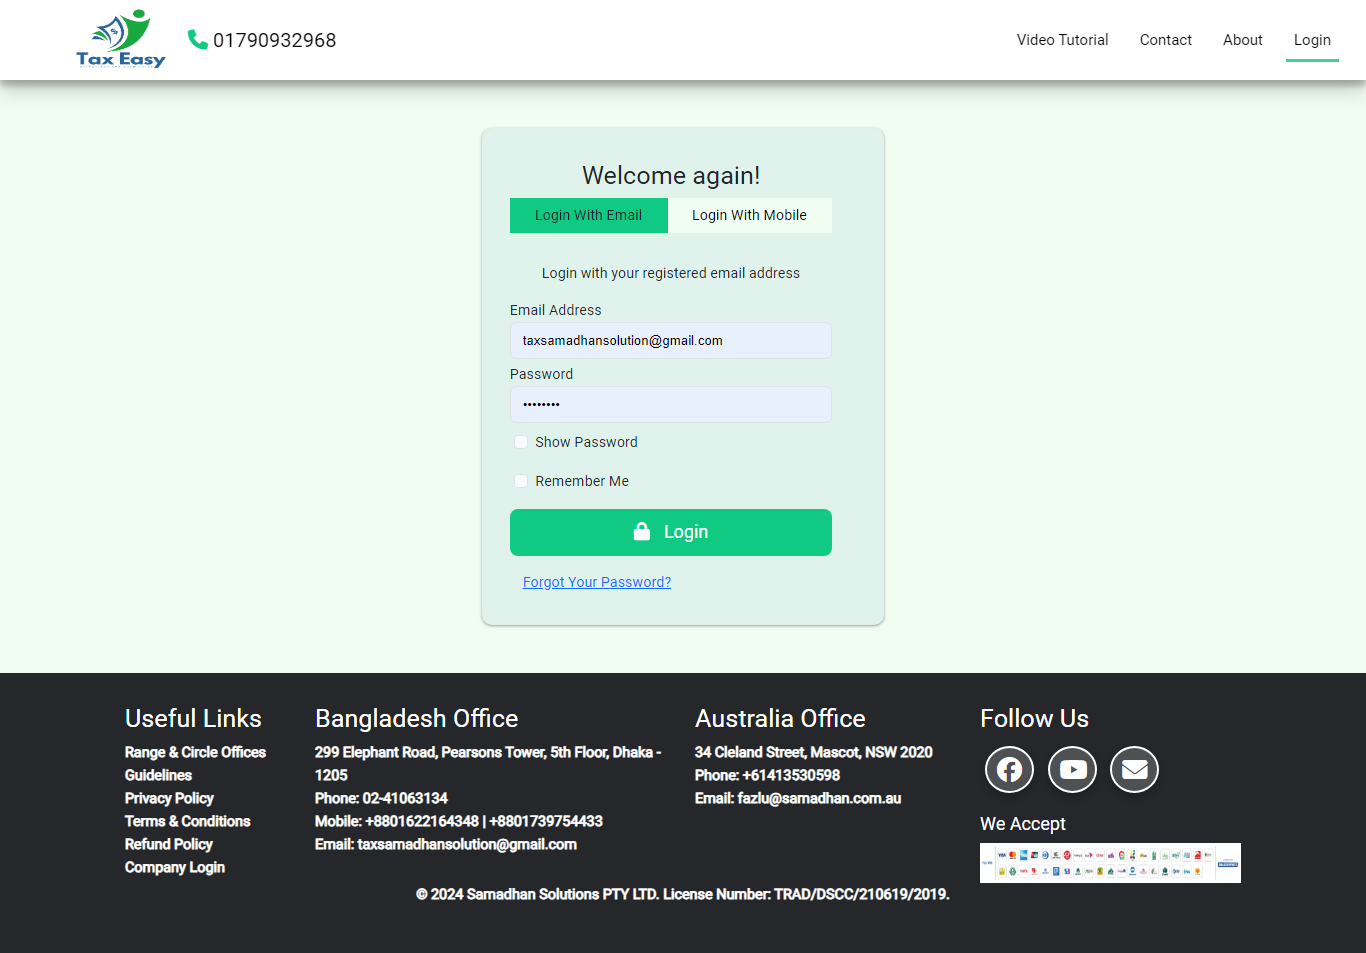 Tax Easy
01790932968
Video Tutorial
Contact
About
Login
Welcome again!
Login With Email
Login With Mobile
Login with your registered email address
Email Address
taxsamadhansolution@gmail.com
Password
••••••••
Show Password
Remember Me
Login
Forgot Your Password?
Useful Links
Range & Circle Offices
Guidelines
Privacy Policy
Terms & Conditions
Refund Policy
Company Login
Bangladesh Office
299 Elephant Road, Pearsons Tower, 5th Floor, Dhaka -
1205
Phone: 02-41063134
Mobile: +8801622164348 | +8801739754433
Email: taxsamadhansolution@gmail.com
Australia Office
34 Cleland Street, Mascot, NSW 2020
Phone: +61413530598
Email: fazlu@samadhan.com.au
Follow Us
We Accept
VISA
© 2024 Samadhan Solutions PTY LTD. License Number: TRAD/DSCC/210619/2019.